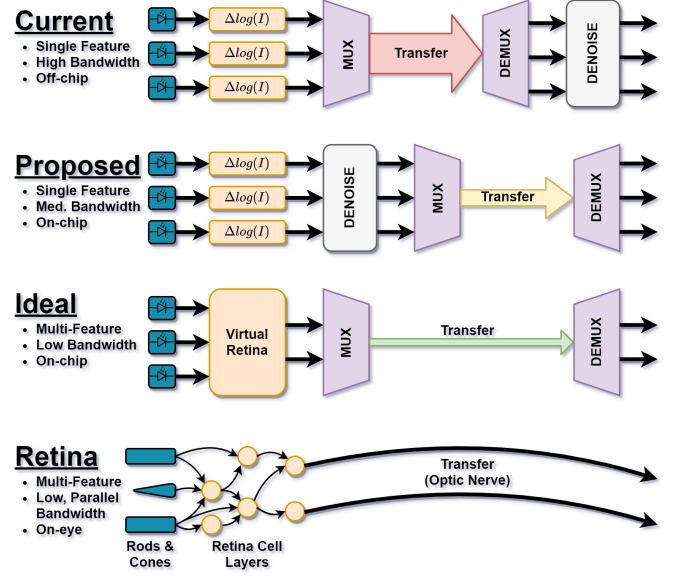 Current
• Single Feature
• High Bandwidth
• Off-chip
Δlog(I)
Δlog(I)
Δlog(I)
MUX
Transfer
DEMUX
DENOISE
Proposed
• Single Feature
• Med. Bandwidth
• On-chip
Δlog(I)
Δlog(I)
Δlog(I)
DENOISE
MUX
Transfer
DEMUX
Ideal
• Multi-Feature
• Low Bandwidth
• On-chip
Virtual
Retina
MUX
Transfer
DEMUX
Retina
• Multi-Feature
• Low, Parallel
Bandwidth
• On-eye
Rods &
Cones
Retina Cell
Layers
Transfer
(Optic Nerve)